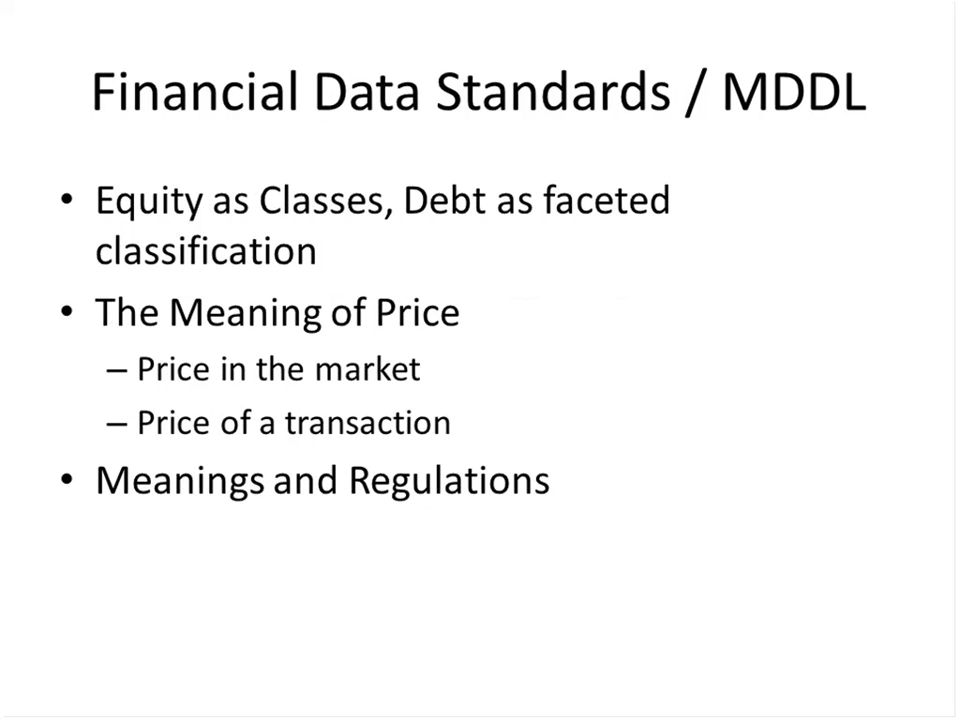 Financial Data Standards / MDDL
• Equity as Classes, Debt as faceted
classification
• The Meaning of Price
– Price in the market
– Price of a transaction
• Meanings and Regulations